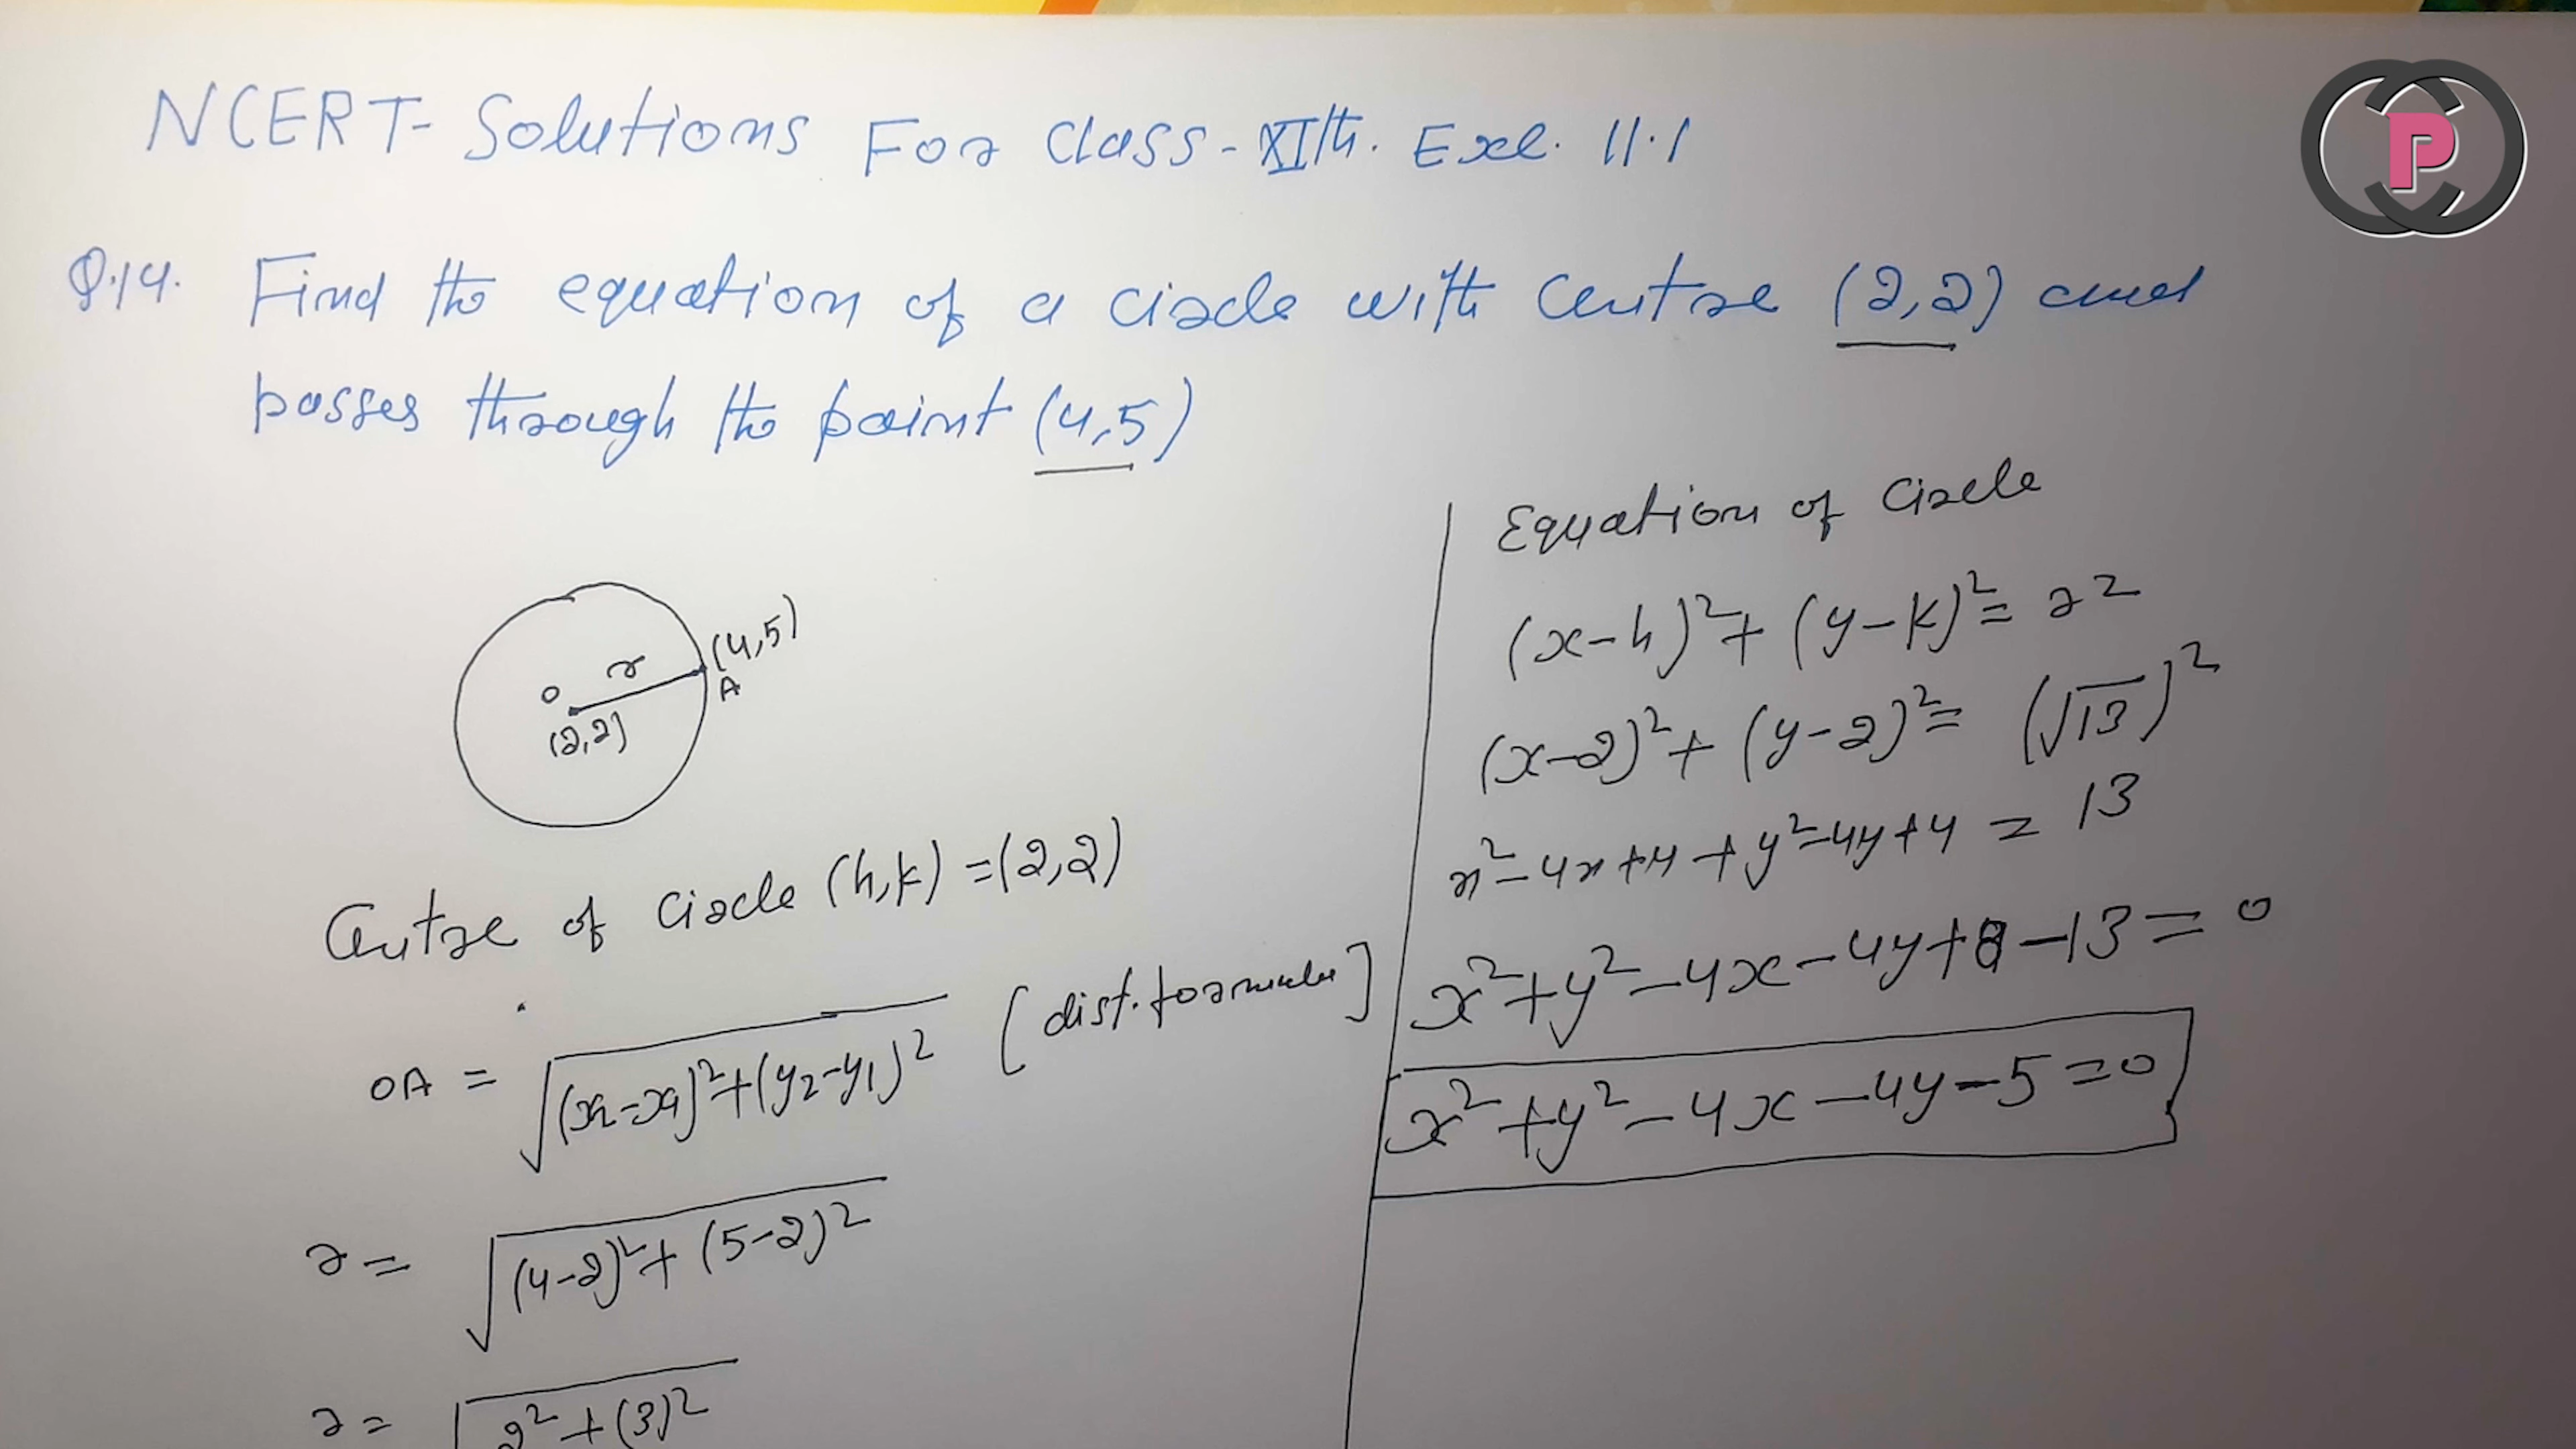 NCERT- Solutions For Class - XIth. Exe. 11.1
Q.14. Find the equation of a circle with Centre (2,2) and
passes through the point (4,5)
(4,5)
r
O
A
(2,2)
Centre of circle (h,k) = (2,2)
OA = √(x₂-x₁)²+(y₂-y₁)² [dist. formula]
r = √(4-2)²+(5-2)²
r = √2²+(3)²
Equation of Circle
(x-h)²+(y-k)²= r²
(x-2)²+(y-2)²= (√13)²
x²-4x+4+y²-4y+4 = 13
x²+y²-4x-4y+8-13=0
x²+y²-4x-4y-5=0
P